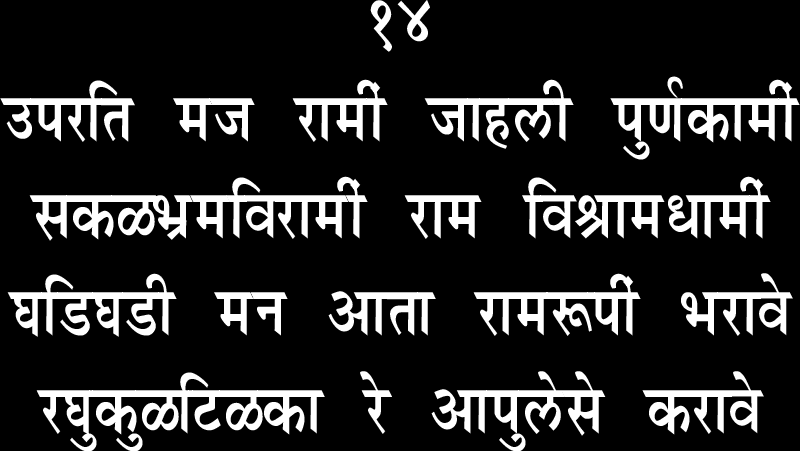 १४
उपरति मज रामीं जाहली पुर्णकामीं
सकळभ्रमविरामीं राम विश्रामधामीं
घडिघडी मन आता रामरूपीं भरावे
रघुकुळटिळका रे आपुलेसे करावे